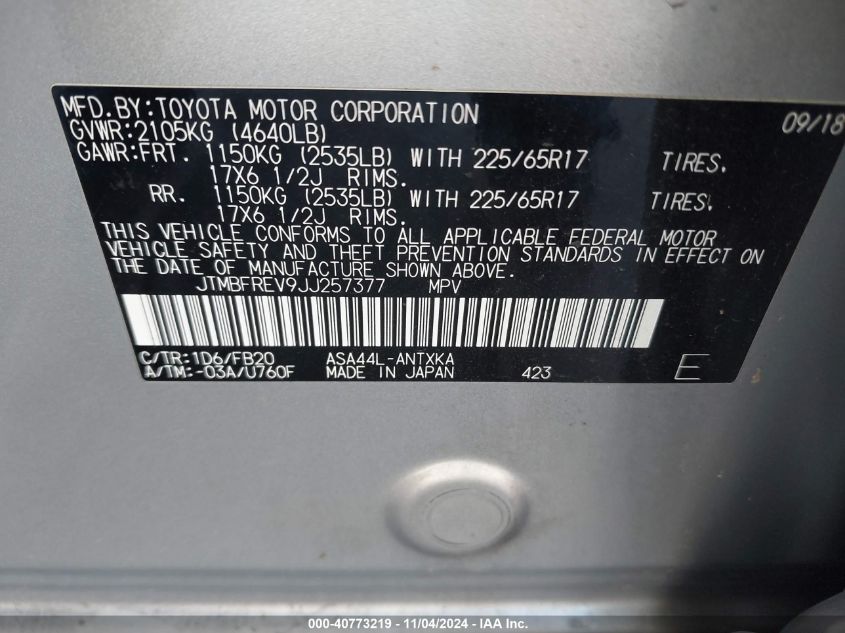 MFD.BY:TOYOTA MOTOR CORPORATION 09/18
GVWR:2105KG (4640LB)
GAWR:FRT. 1150KG (2535LB) WITH 225/65R17 TIRES.
17X6 1/2J RIMS.
RR. 1150KG (2535LB) WITH 225/65R17 TIRES.
17X6 1/2J RIMS.
THIS VEHICLE CONFORMS TO ALL APPLICABLE FEDERAL MOTOR
VEHICLE SAFETY AND THEFT PREVENTION STANDARDS IN EFFECT ON
THE DATE OF MANUFACTURE SHOWN ABOVE.
JTMBFREV9JJ257377 MPV
C/TR:1D6/FB20 ASA44L-ANTXKA
A/TM:-03A/U760F MADE IN JAPAN 423 E
000-40773219 - 11/04/2024 - IAA Inc.